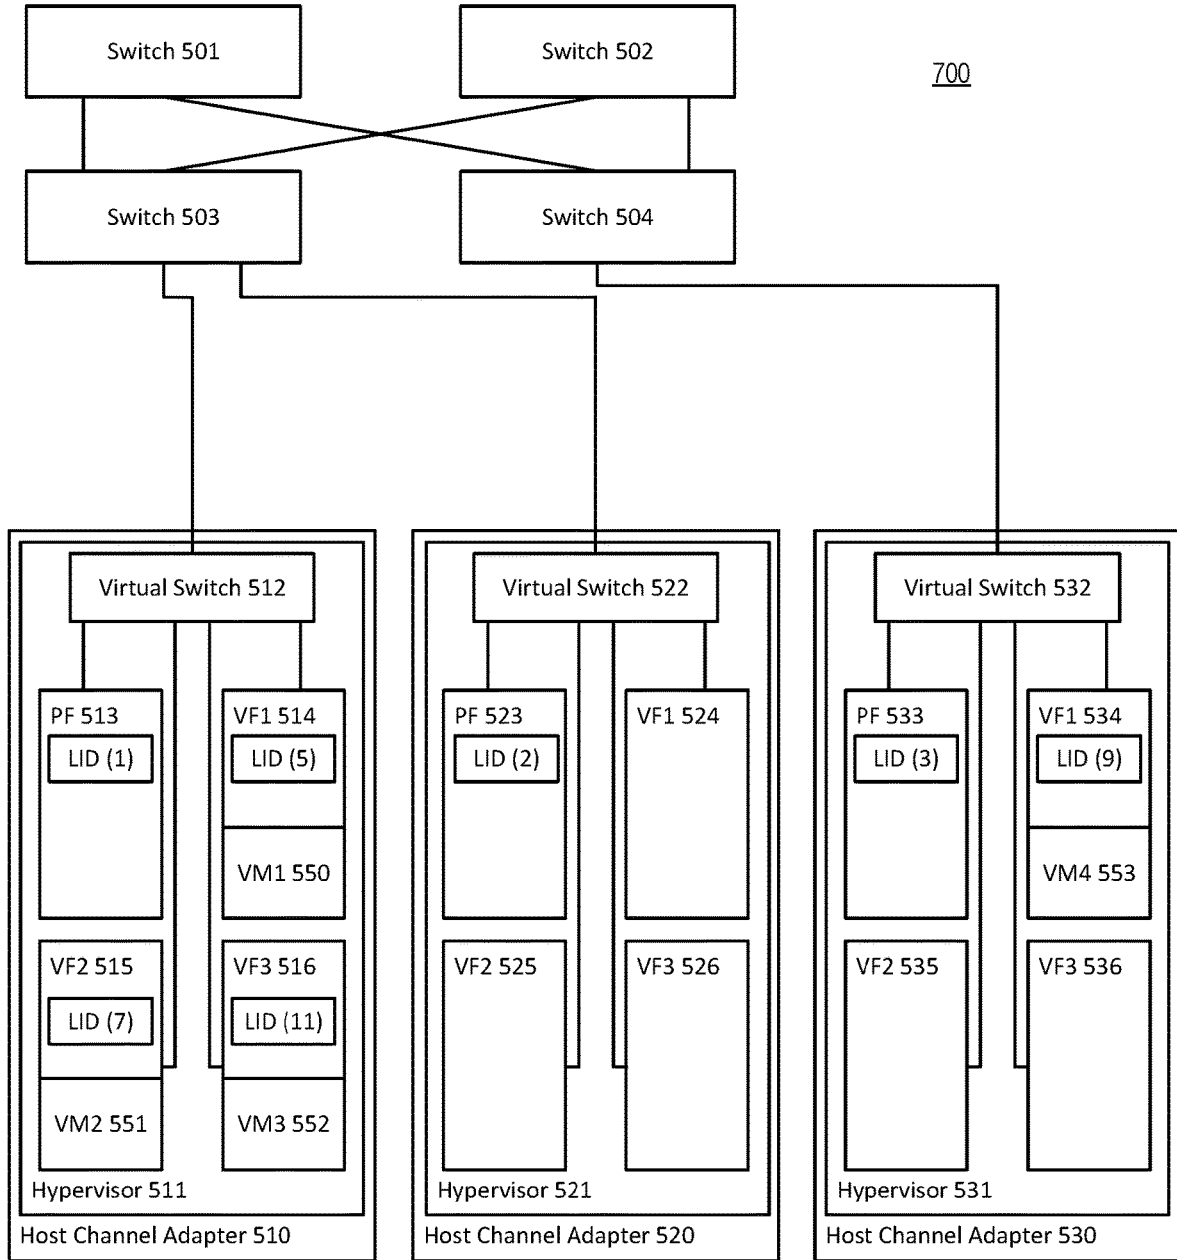 Switch 501
Switch 502
700
Switch 503
Switch 504
Virtual Switch 512
PF 513
LID (1)
VF1 514
LID (5)
VM1 550
VF2 515
LID (7)
VM2 551
VF3 516
LID (11)
VM3 552
Hypervisor 511
Host Channel Adapter 510
Virtual Switch 522
PF 523
LID (2)
VF1 524
VF2 525
VF3 526
Hypervisor 521
Host Channel Adapter 520
Virtual Switch 532
PF 533
LID (3)
VF1 534
LID (9)
VM4 553
VF2 535
VF3 536
Hypervisor 531
Host Channel Adapter 530